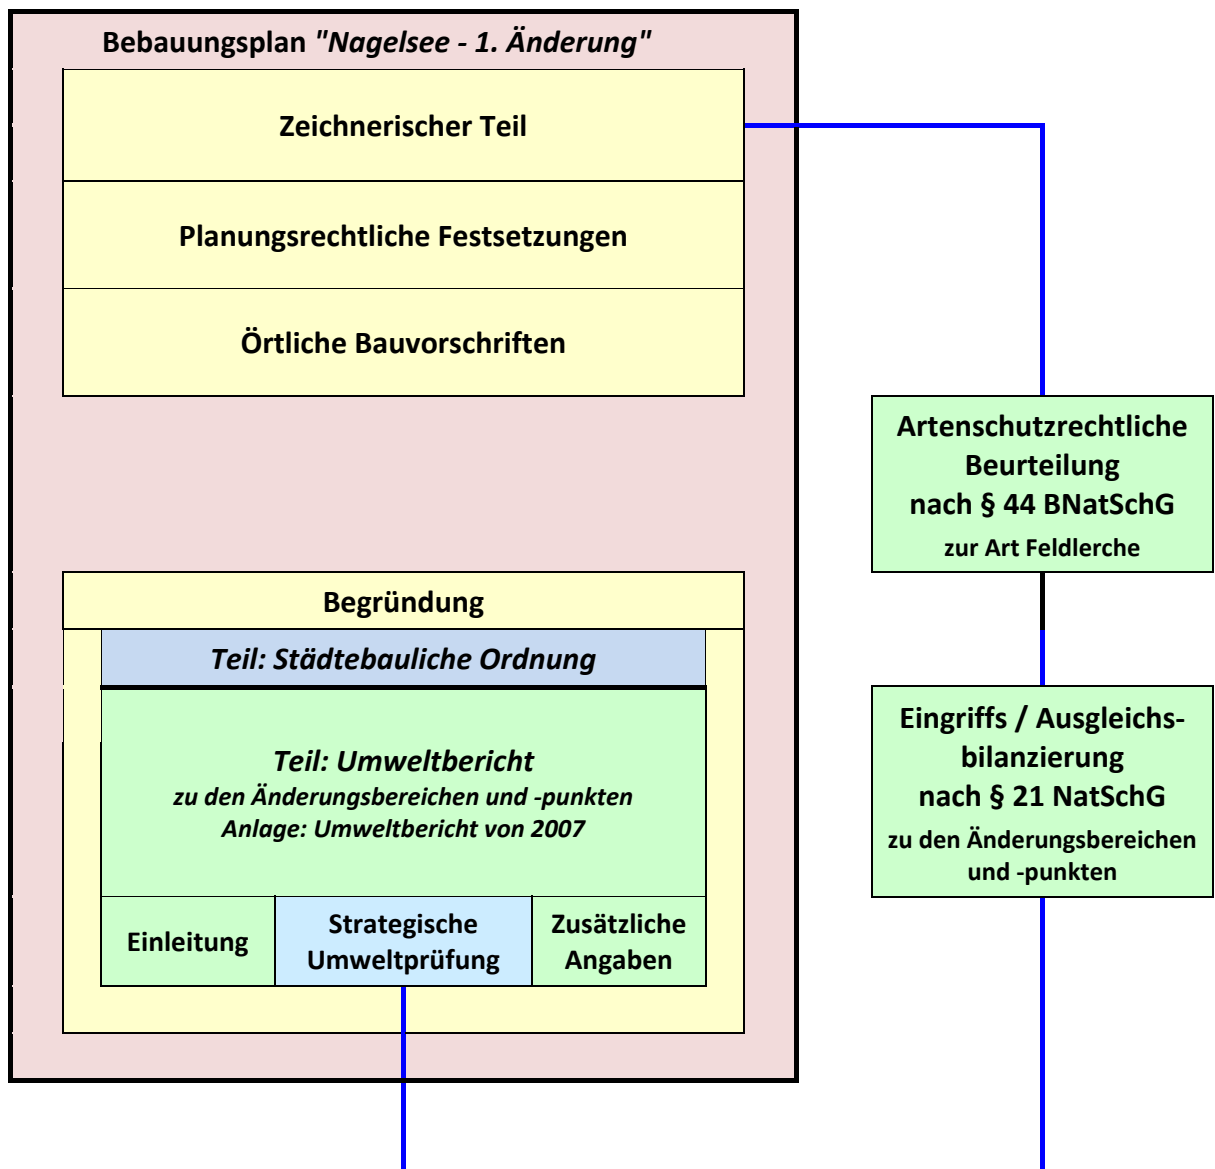 Bebauungsplan "Nagelsee - 1. Änderung"
Zeichnerischer Teil
Planungsrechtliche Festsetzungen
Örtliche Bauvorschriften
Artenschutzrechtliche
Beurteilung
nach § 44 BNatSchG
zur Art Feldlerche
Begründung
Teil: Städtebauliche Ordnung
Teil: Umweltbericht
zu den Änderungsbereichen und -punkten
Anlage: Umweltbericht von 2007
Einleitung
Strategische
Umweltprüfung
Zusätzliche
Angaben
Eingriffs / Ausgleichs-
bilanzierung
nach § 21 NatSchG
zu den Änderungsbereichen
und -punkten